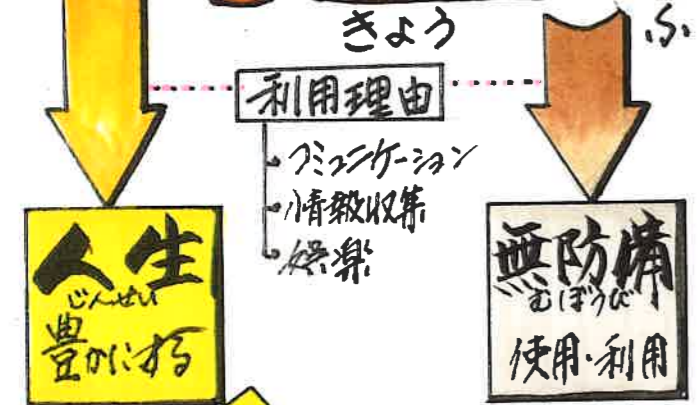 きょう
ふ
利用理由
・コミュニケーション
・情報収集
・娯楽
人生
じんせい
豊かにする
無防備
むぼうび
使用・利用